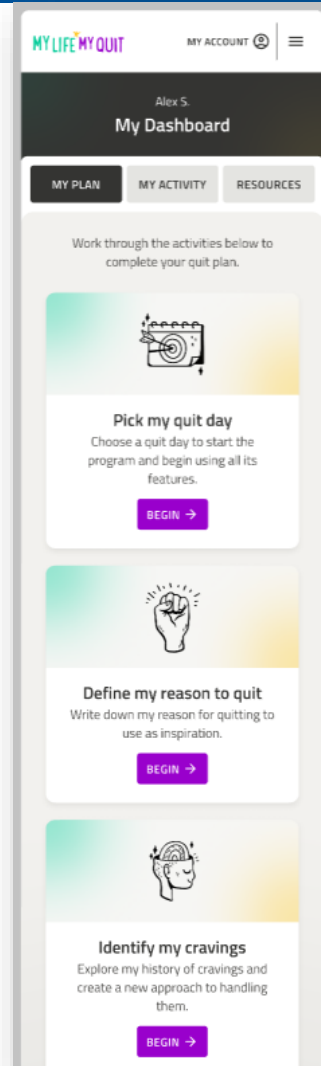 MY LIFE MY QUIT
MY ACCOUNT
Alex S.
My Dashboard
MY PLAN
MY ACTIVITY
RESOURCES
Work through the activities below to
complete your quit plan.
Pick my quit day
Choose a quit day to start the
program and begin using all its
features.
BEGIN →
Define my reason to quit
Write down my reason for quitting to
use as inspiration.
BEGIN →
Identify my cravings
Explore my history of cravings and
create a new approach to handling
them.
BEGIN →